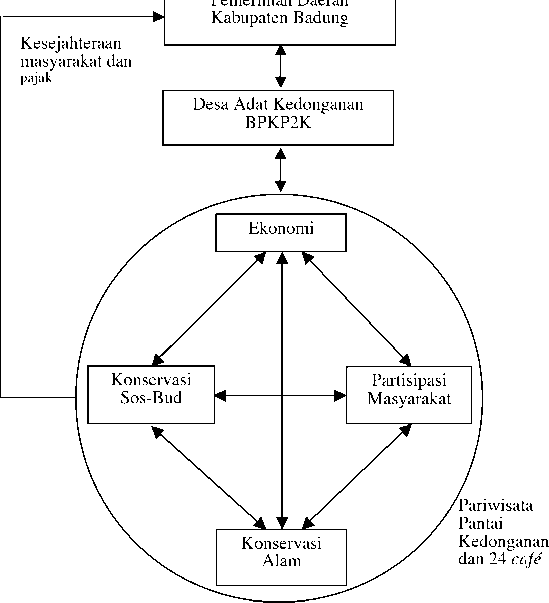 Pemerintah Daerah
Kabupaten Badung
Kesejahteraan
masyarakat dan
pajak
Desa Adat Kedonganan
BPKP2K
Ekonomi
Konservasi
Sos-Bud
Partisipasi
Masyarakat
Konservasi
Alam
Pariwisata
Pantai
Kedonganan
dan 24 café